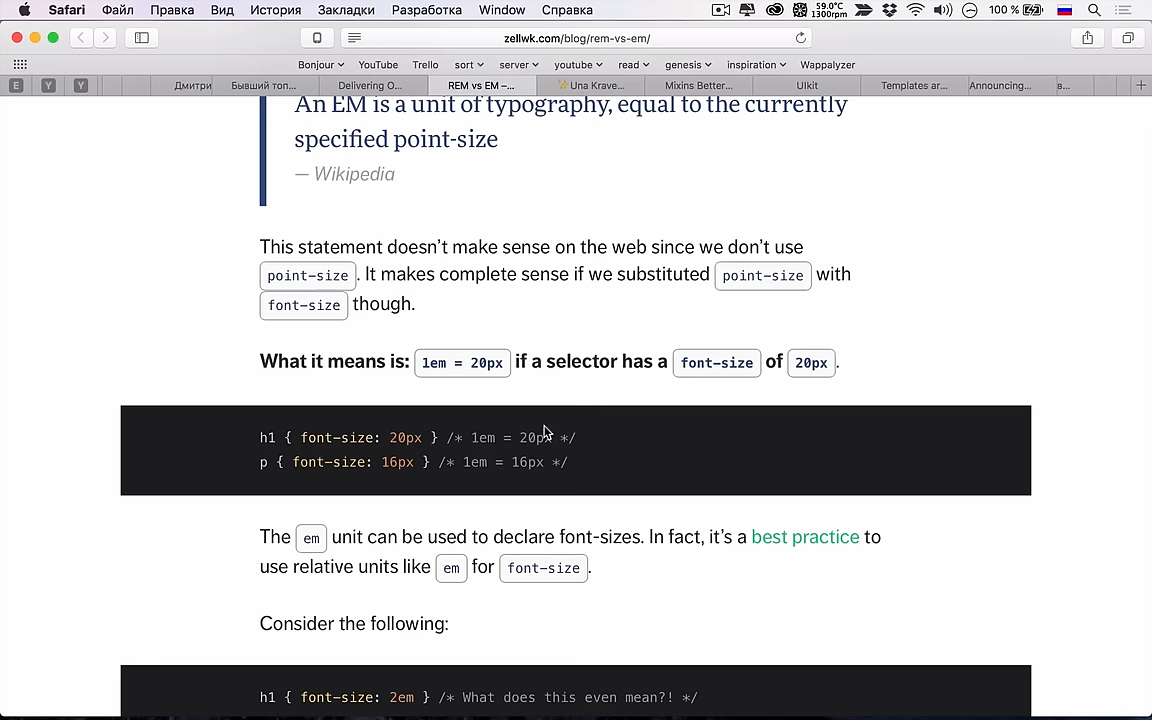 Safari Файл Правка Вид История Закладки Разработка Window Справка 59.0°C 1300rpm 100 %
zellwk.com/blog/rem-vs-em/
Bonjour YouTube Trello sort server youtube read genesis inspiration Wappalyzer
E Y Y Дмитри Бывший топ... Delivering O... REM vs EM –... ✨Una Krave... Mixins Better... UIkit Templates ar... Announcing... в...
An EM is a unit of typography, equal to the currently
specified point-size
— Wikipedia
This statement doesn’t make sense on the web since we don’t use
point-size. It makes complete sense if we substituted point-size with
font-size though.
What it means is: 1em = 20px if a selector has a font-size of 20px.
h1 { font-size: 20px } /* 1em = 20px */
p { font-size: 16px } /* 1em = 16px */
The em unit can be used to declare font-sizes. In fact, it’s a best practice to
use relative units like em for font-size.
Consider the following:
h1 { font-size: 2em } /* What does this even mean?! */